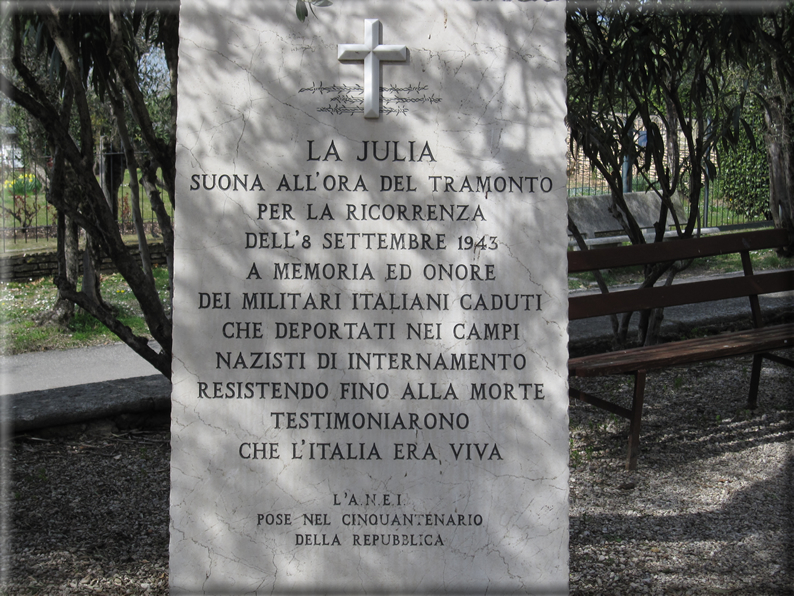 LA JULIA
SUONA ALL'ORA DEL TRAMONTO
PER LA RICORRENZA
DELL'8 SETTEMBRE 1943
A MEMORIA ED ONORE
DEI MILITARI ITALIANI CADUTI
CHE DEPORTATI NEI CAMPI
NAZISTI DI INTERNAMENTO
RESISTENDO FINO ALLA MORTE
TESTIMONIARONO
CHE L'ITALIA ERA VIVA
L'A.N.E.I.
POSE NEL CINQUANTENARIO
DELLA REPUBBLICA